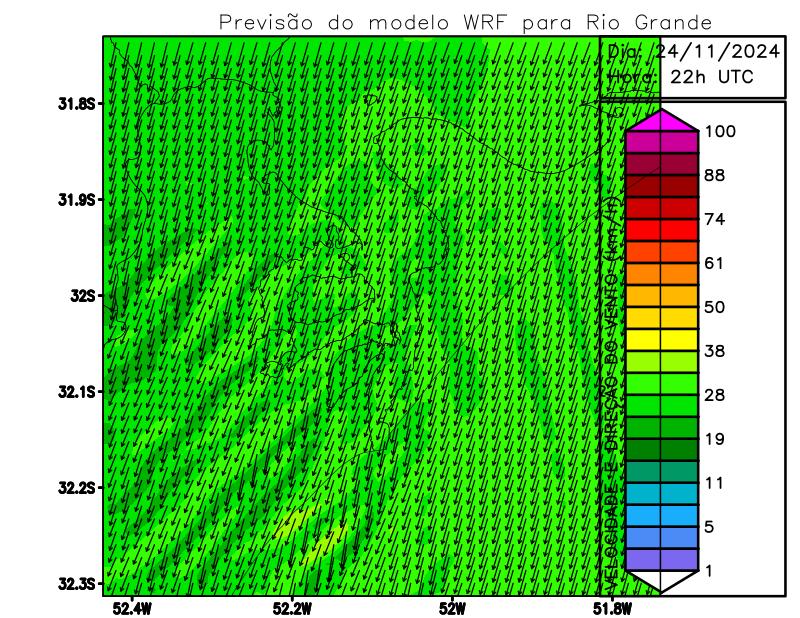 Previsão do modelo WRF para Rio Grande
Dia: 24/11/2024
Hora: 22h UTC
31.8S
31.9S
32S
32.1S
32.2S
32.3S
52.4W
52.2W
52W
51.8W
VELOCIDADE E DIREÇÃO DO VENTO (km/h)
100
88
74
61
50
38
28
19
11
5
1